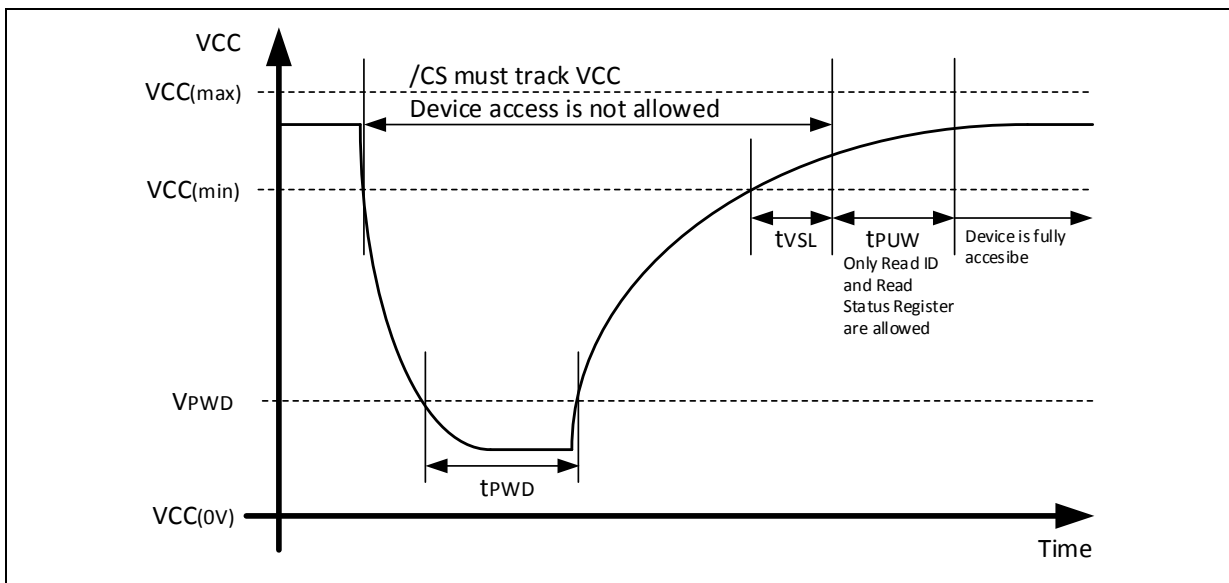 VCC
/CS must track VCC
VCC(max)
Device access is not allowed
VCC(min)
tVSL
tPUW
Device is fully
accesibe
Only Read ID
and Read
Status Register
are allowed
VPWD
tPWD
VCC(0V)
Time